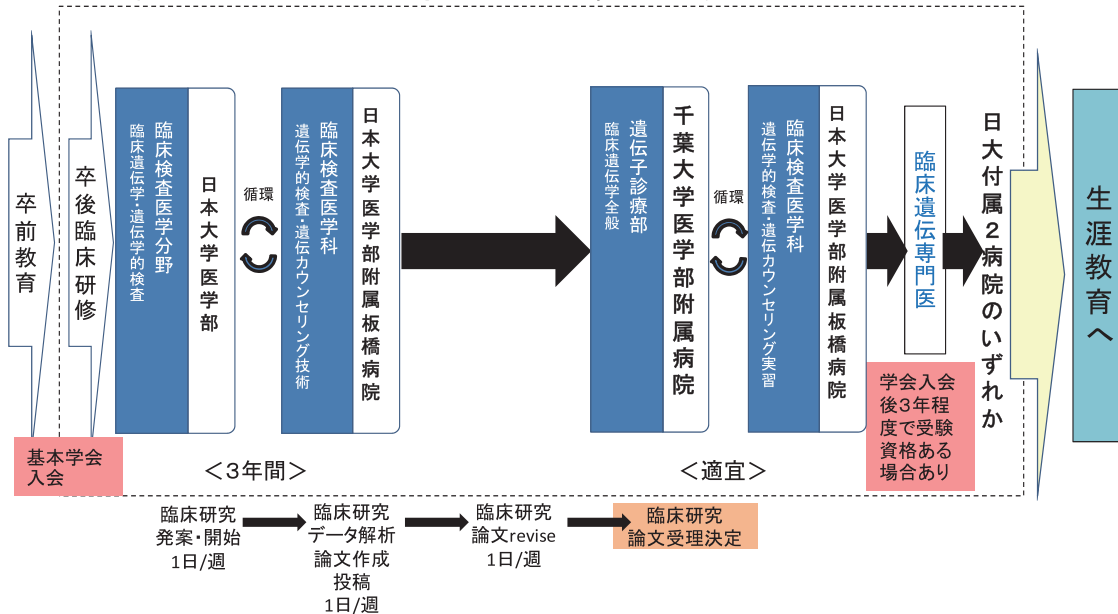 卒前教育
卒後臨床研修
基本学会
入会
臨床検査医学分野
臨床遺伝学・遺伝学的検査
日本大学医学部
循環
臨床検査医学科
遺伝学的検査・遺伝カウンセリング技術
日本大学医学部附属板橋病院
＜３年間＞
遺伝子診療部
臨床遺伝学全般
千葉大学医学部附属病院
循環
臨床検査医学科
遺伝学的検査・遺伝カウンセリング実習
日本大学医学部附属板橋病院
＜適宜＞
臨床遺伝専門医
学会入会
後3年程
度で受験
資格ある
場合あり
日大付属２病院のいずれか
生涯教育へ
臨床研究
発案・開始
1日/週
臨床研究
データ解析
論文作成
投稿
1日/週
臨床研究
論文revise
1日/週
臨床研究
論文受理決定